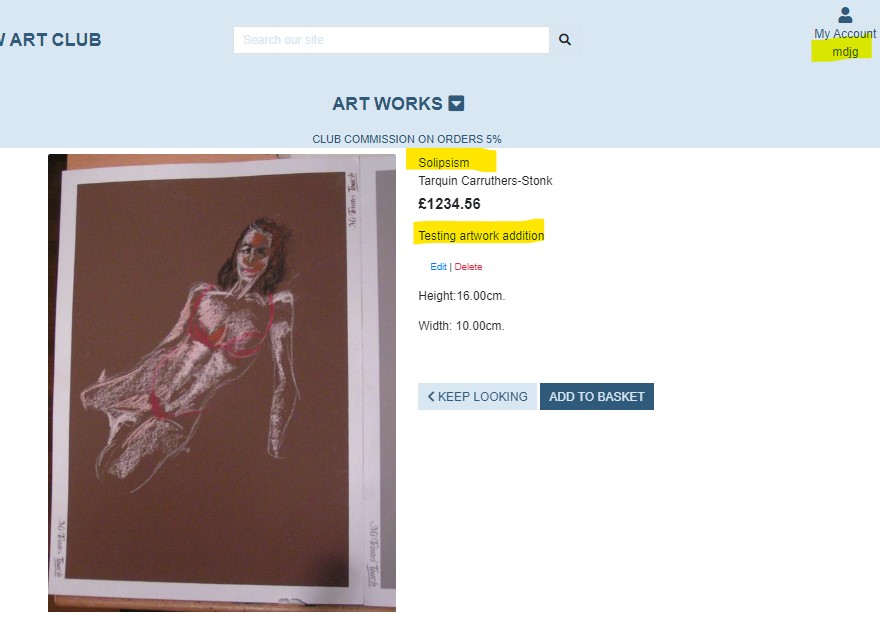 ART CLUB
Search our site
My Account
mdjg
ART WORKS
CLUB COMMISSION ON ORDERS 5%
Solipsism
Tarquin Carruthers-Stonk
£1234.56
Testing artwork addition
Edit | Delete
Height:16.00cm.
Width: 10.00cm.
KEEP LOOKING
ADD TO BASKET